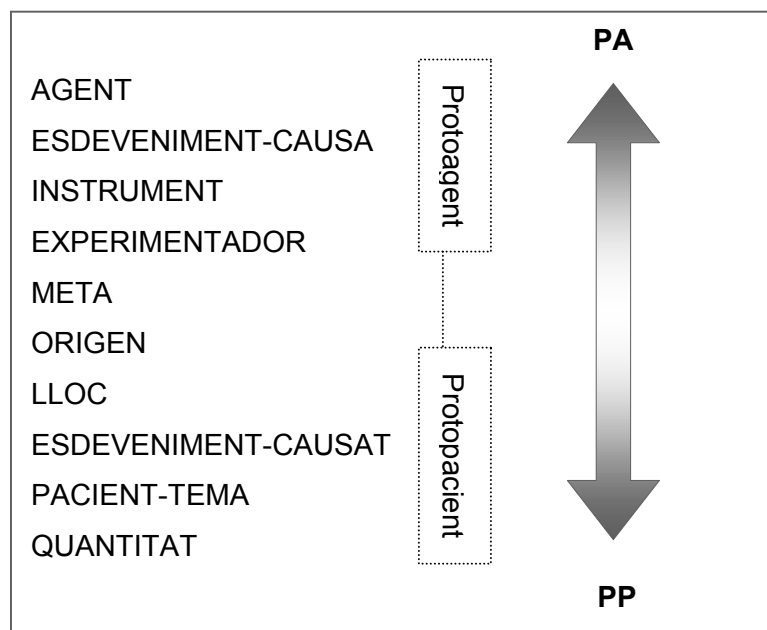 PA
AGENT
ESDEVENIMENT-CAUSA
INSTRUMENT
EXPERIMENTADOR
META
ORIGEN
LLOC
ESDEVENIMENT-CAUSAT
PACIENT-TEMA
QUANTITAT
Protoagent
Protopacient
PP